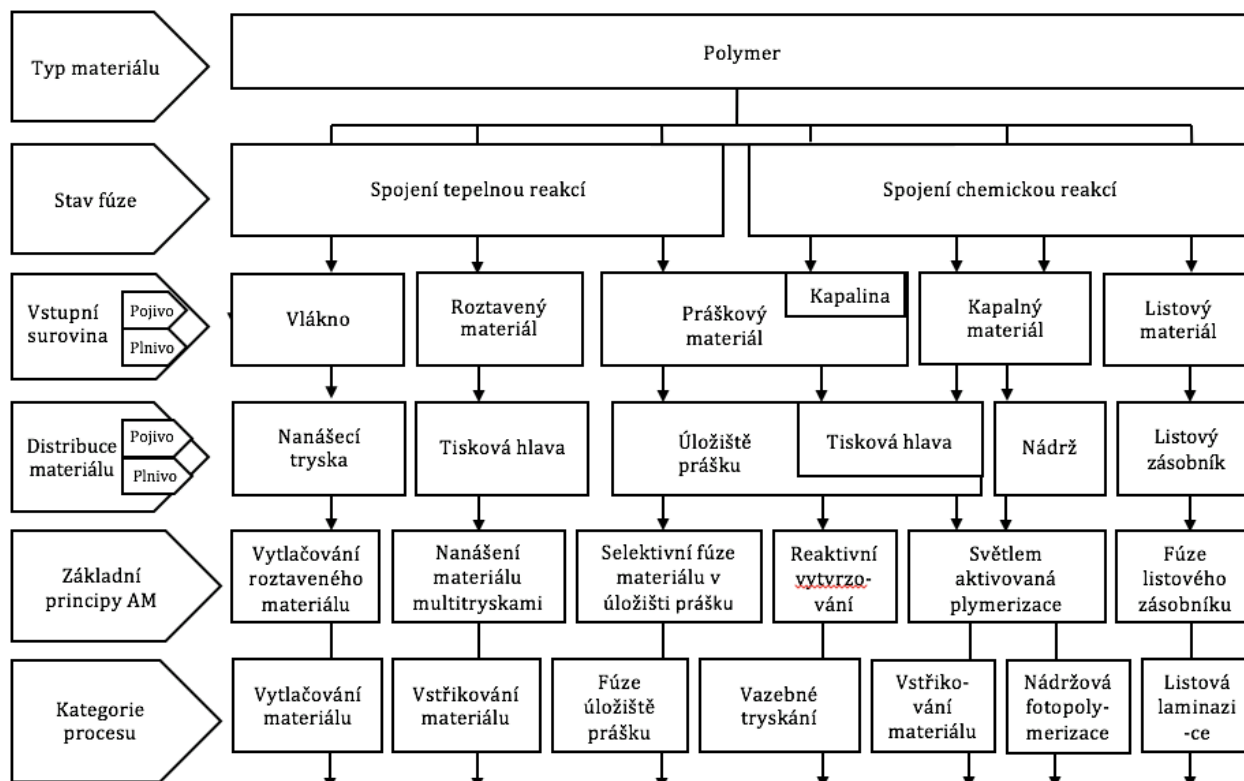 Typ materiálu
Polymer
Stav fúze
Spojení tepelnou reakcí
Spojení chemickou reakcí
Vstupní
surovina
Pojivo
Plnivo
Vlákno
Roztavený
materiál
Práškový
materiál
Kapalina
Kapalný
materiál
Listový
materiál
Distribuce
materiálu
Pojivo
Plnivo
Nanášecí
tryska
Tisková hlava
Úložiště
prášku
Tisková hlava
Nádrž
Listový
zásobník
Základní
principy AM
Vytlačování
roztaveného
materiálu
Nanášení
materiálu
multitryskami
Selektivní fúze
materiálu v
úložišti prášku
Reaktivní
vytvrzo-
vání
Světlem
aktivovaná
plymerizace
Fúze
listového
zásobníku
Kategorie
procesu
Vytlačování
materiálu
Vstřikování
materiálu
Fúze
úložiště
prášku
Vazebné
tryskání
Vstřiko-
vání
materiálu
Nádržová
fotopoly-
merizace
Listová
laminazi
-ce